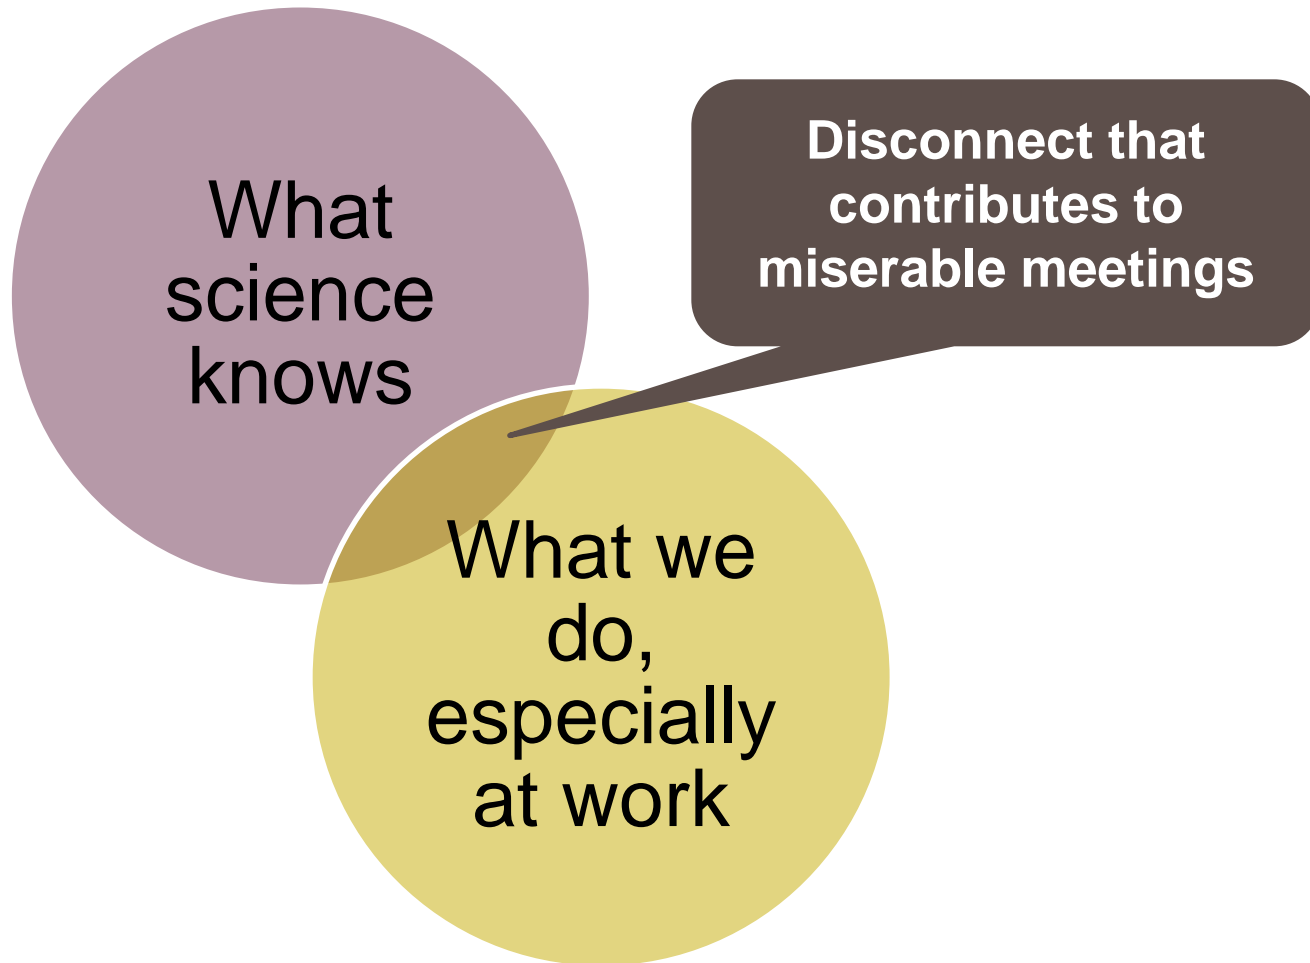 What
science
knows
Disconnect that
contributes to
miserable meetings
What we
do,
especially
at work